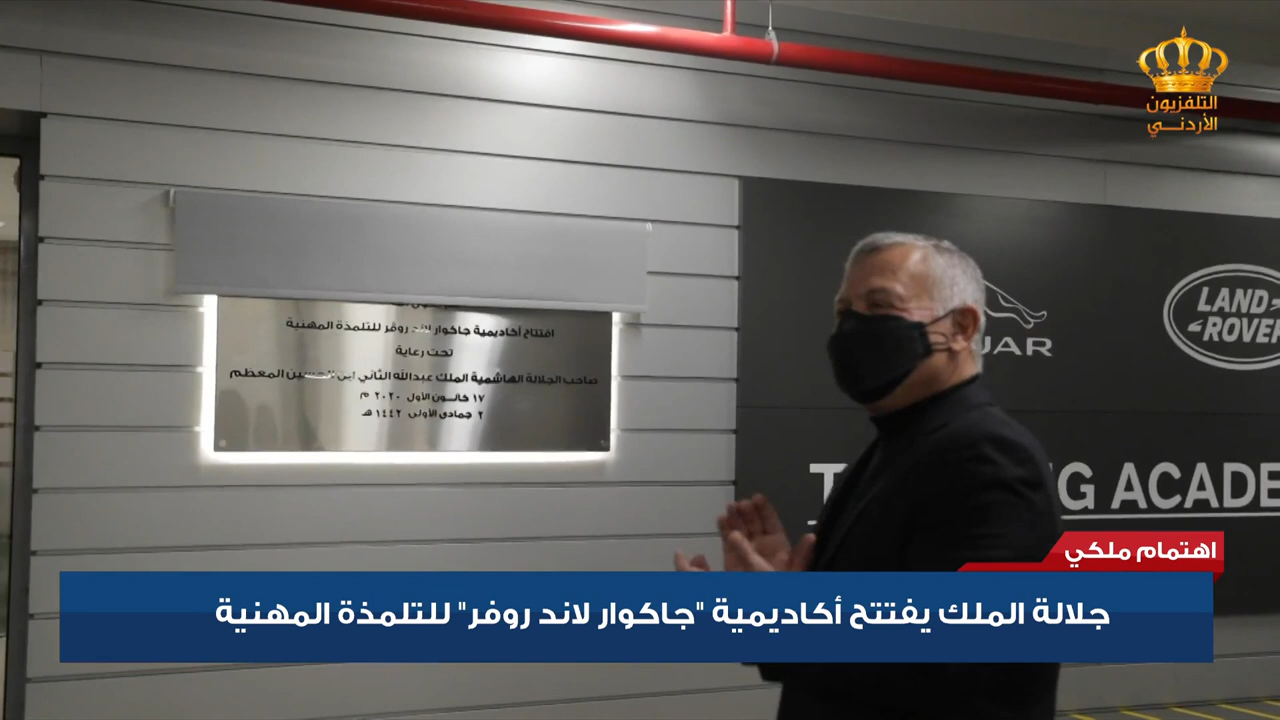 التلفزيون
الأردنـي
افتتاح أكاديمية جاكوار لاند روفر للتلمذة المهنية
تحت رعاية
صاحب الجلالة الهاشمية الملك عبدالله الثاني ابن الحسين المعظم
١٧ كانون الأول ٢٠٢٠ م
٢ جمادى الأولى ١٤٤٢ هـ
LAND
ROVER
ACADE
اهتمام ملكي
جلالة الملك يفتتح أكاديمية "جاكوار لاند روفر" للتلمذة المهنية